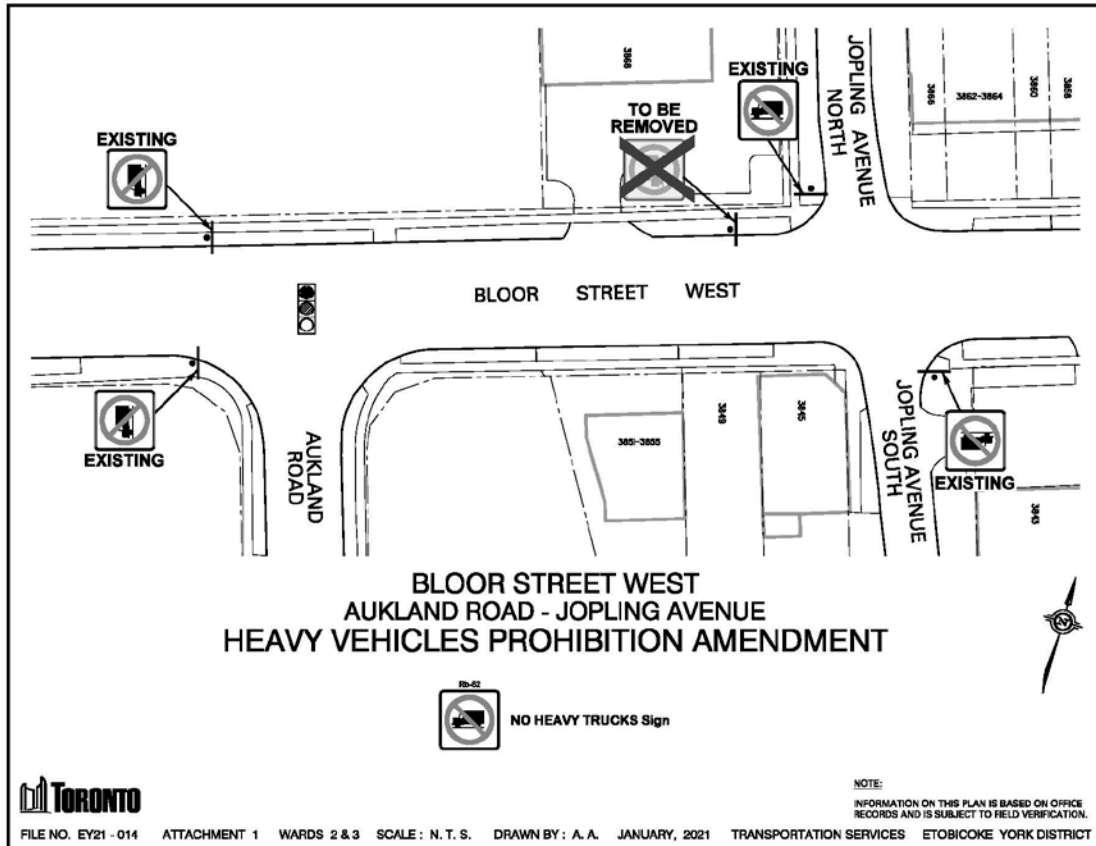 3868
EXISTING
JOPLING AVENUE
NORTH
3866
3862-3864
3860
3858
TO BE
REMOVED
EXISTING
BLOOR STREET WEST
EXISTING
AUKLAND
ROAD
3851-3855
3849
3845
JOPLING AVENUE
SOUTH
EXISTING
3843
BLOOR STREET WEST
AUKLAND ROAD - JOPLING AVENUE
HEAVY VEHICLES PROHIBITION AMENDMENT
Rb-62
NO HEAVY TRUCKS Sign
N
TORONTO
NOTE:
INFORMATION ON THIS PLAN IS BASED ON OFFICE
RECORDS AND IS SUBJECT TO FIELD VERIFICATION.
FILE NO. EY21 - 014 ATTACHMENT 1 WARDS 2 & 3 SCALE : N. T. S. DRAWN BY : A. A. JANUARY, 2021 TRANSPORTATION SERVICES ETOBICOKE YORK DISTRICT